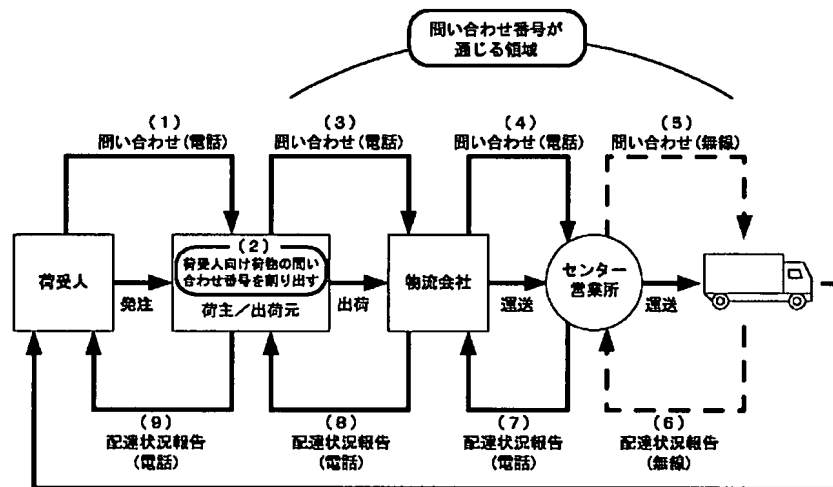 問い合わせ番号が
通じる領域
(1)
問い合わせ(電話)
(3)
問い合わせ(電話)
(4)
問い合わせ(電話)
(5)
問い合わせ(無線)
荷受人
発注
(2)
荷受人向け荷物の問い
合わせ番号を割り出す
荷主/出荷元
出荷
物流会社
運送
センター
営業所
運送
(9)
配達状況報告
(電話)
(8)
配達状況報告
(電話)
(7)
配達状況報告
(電話)
(6)
配達状況報告
(無線)